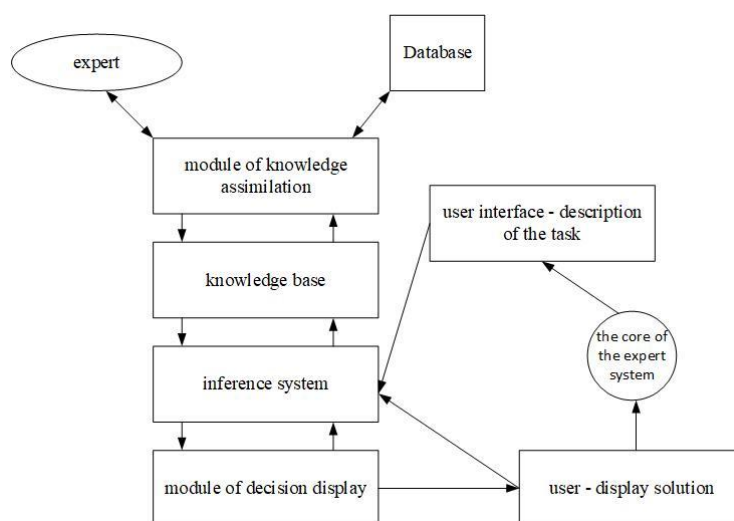 expert
Database
module of knowledge
assimilation
user interface - description
of the task
knowledge base
the core of
the expert
system
inference system
module of decision display
user - display solution